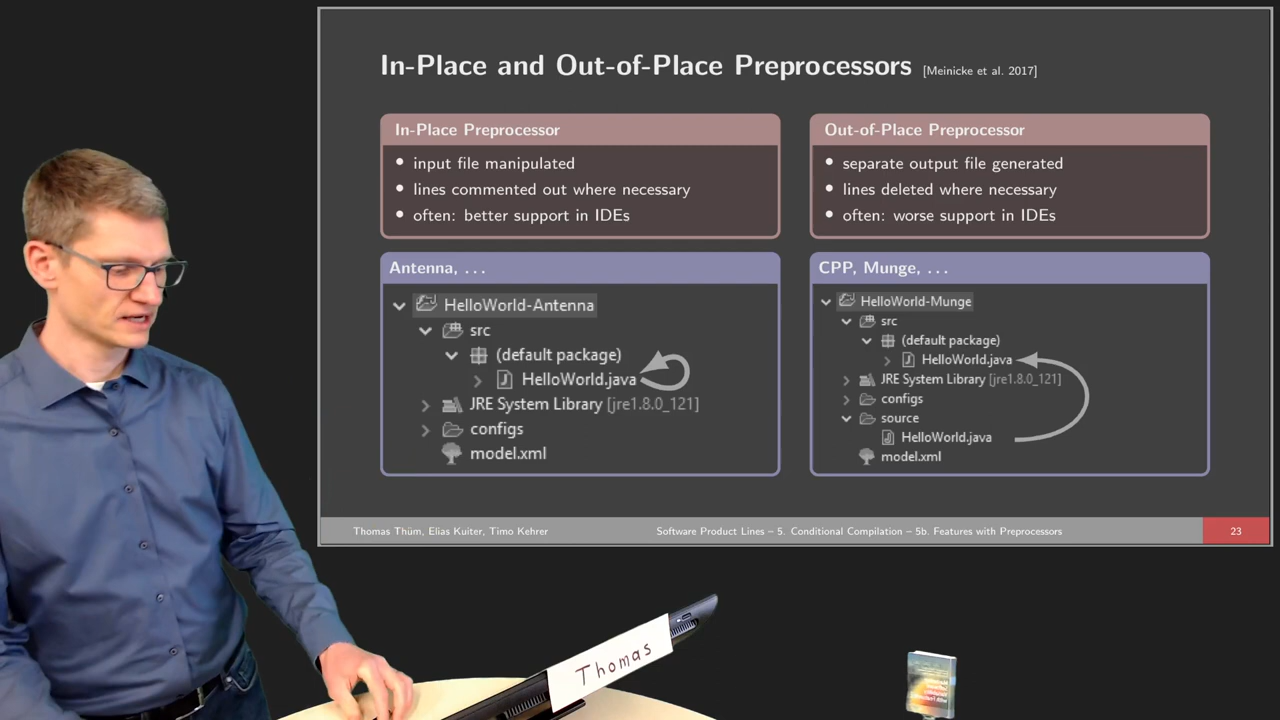 In-Place and Out-of-Place Preprocessors [Meinicke et al. 2017]
In-Place Preprocessor
• input file manipulated
• lines commented out where necessary
• often: better support in IDEs
Out-of-Place Preprocessor
• separate output file generated
• lines deleted where necessary
• often: worse support in IDEs
Antenna, . . .
HelloWorld-Antenna
src
(default package)
HelloWorld.java
JRE System Library [jre1.8.0_121]
configs
model.xml
CPP, Munge, . . .
HelloWorld-Munge
src
(default package)
HelloWorld.java
JRE System Library [jre1.8.0_121]
configs
source
HelloWorld.java
model.xml
Thomas Thüm, Elias Kuiter, Timo Kehrer
Software Product Lines – 5. Conditional Compilation – 5b. Features with Preprocessors
23
Thomas